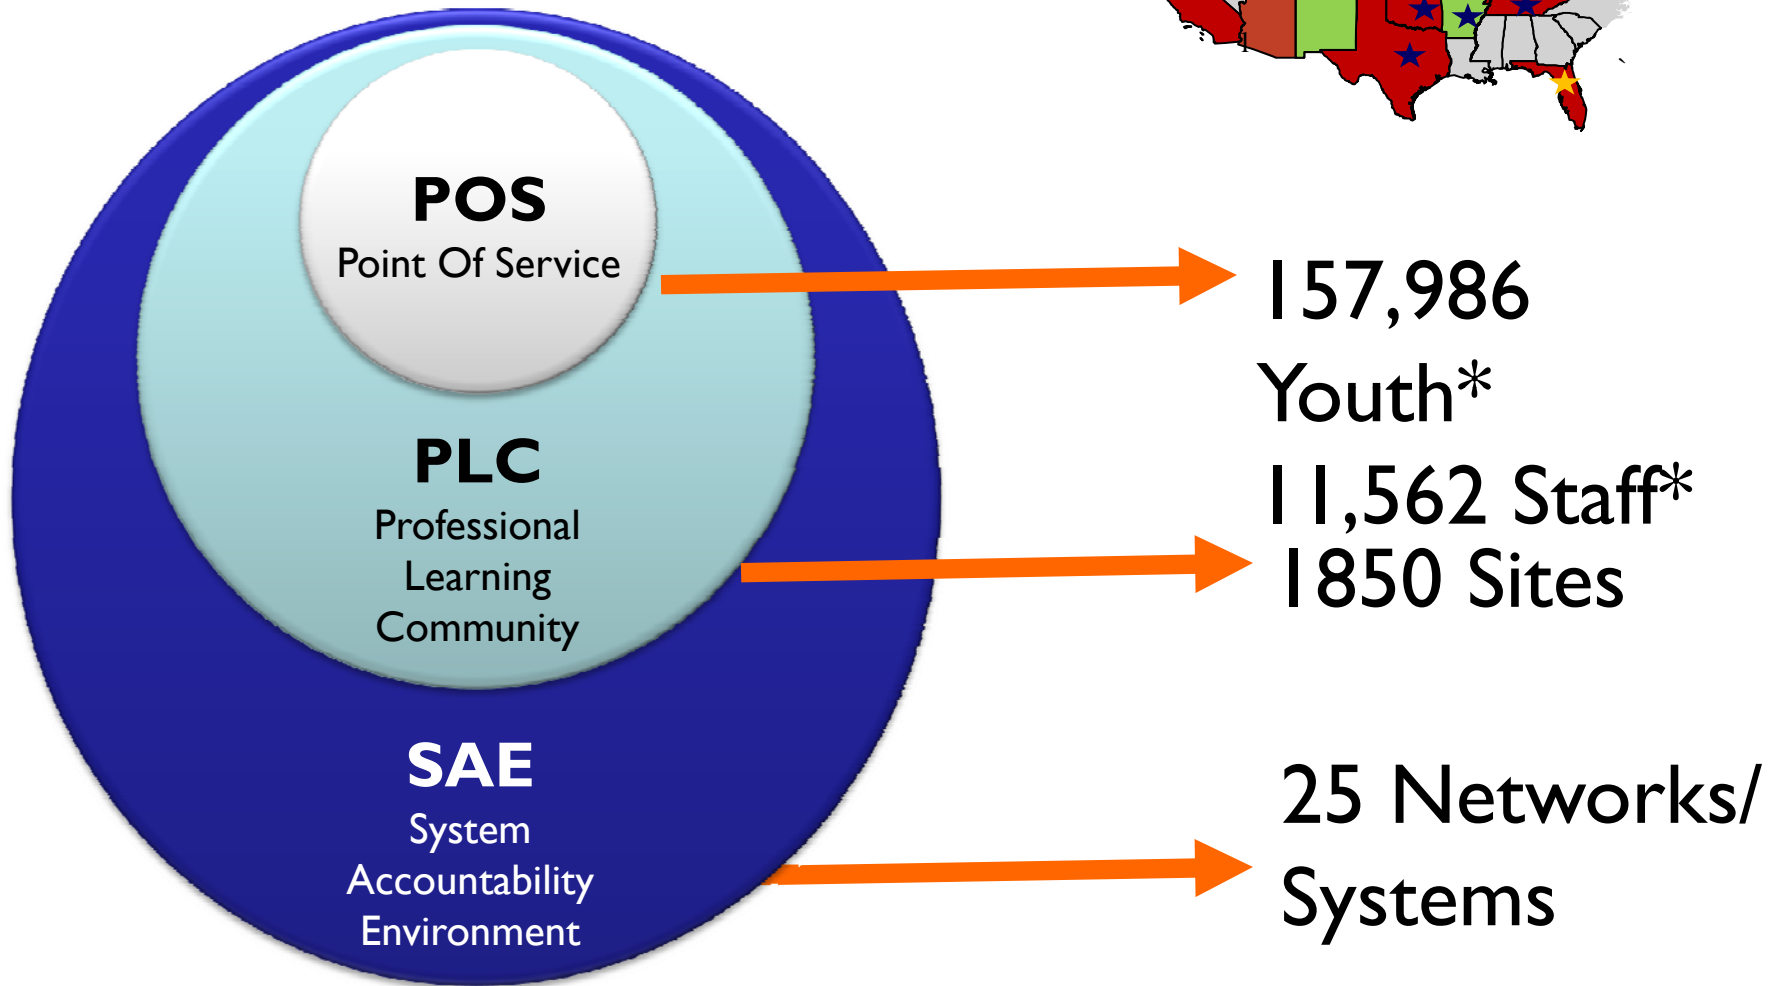 POS
Point Of Service
PLC
Professional
Learning
Community
SAE
System
Accountability
Environment
157,986
Youth*
11,562 Staff*
1850 Sites
25 Networks/
Systems